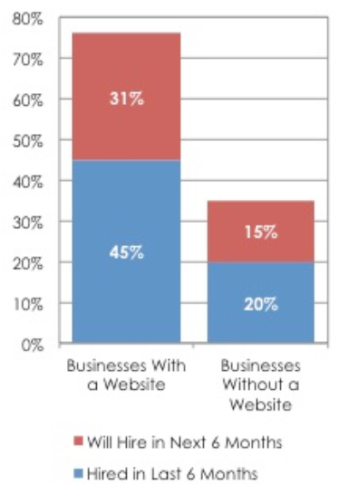 80%
70%
60%
50%
40%
30%
20%
10%
0%
31%
45%
15%
20%
Businesses With
a Website
Businesses
Without a
Website
Will Hire in Next 6 Months
Hired in Last 6 Months